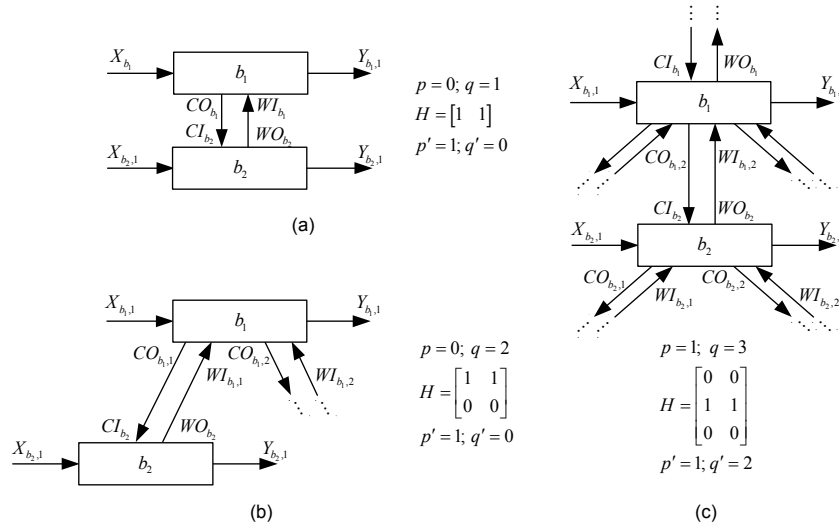 X_{b_1}
b_1
Y_{b_1,1}
CO_{b_1}
WI_{b_1}
CI_{b_2}
WO_{b_2}
X_{b_2,1}
b_2
Y_{b_2,1}
p=0; q=1
H=[1 1]
p'=1; q'=0
(a)
X_{b_1,1}
b_1
Y_{b_1,1}
CO_{b_1,1}
WI_{b_1,1}
CO_{b_1,2}
WI_{b_1,2}
CI_{b_2}
WO_{b_2}
X_{b_2,1}
b_2
Y_{b_2,1}
p=0; q=2
H=[1 1
0 0]
p'=1; q'=0
(b)
CI_{b_1}
WO_{b_1}
X_{b_1,1}
b_1
Y_{b_1,
CO_{b_1,2}
WI_{b_1,2}
CI_{b_2}
WO_{b_2}
X_{b_2,1}
b_2
Y_{b_2,
CO_{b_2,1}
WI_{b_2,1}
CO_{b_2,2}
WI_{b_2,2}
p=1; q=3
H=[0 0
1 1
0 0]
p'=1; q'=2
(c)